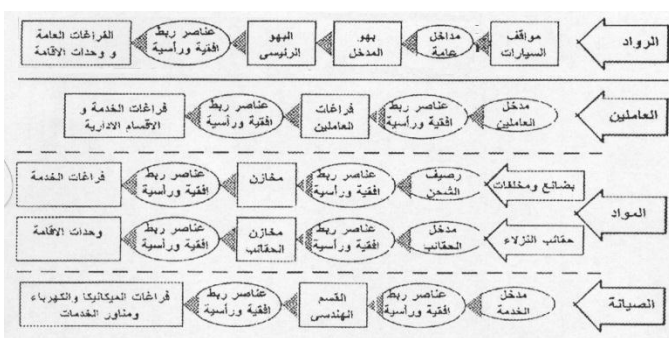 الرواد
مواقف
السيارات
مداخل
عامة
بهو
المدخل
البهو
الرئيسى
عناصر ربط
افقية ورأسية
الفراغات العامة
و وحدات الاقامة
العاملين
مدخل
العاملين
عناصر ربط
افقية ورأسية
فراغات
العاملين
عناصر ربط
افقية ورأسية
فراغات الخدمة و
الاقسام الادارية
المواد
بضائع ومخلفات
رصيف
الشحن
عناصر ربط
افقية ورأسية
مخازن
عناصر ربط
افقية ورأسية
فراغات الخدمة
حقائب النزلاء
مدخل
الحقائب
عناصر ربط
افقية ورأسية
مخازن
الحقائب
عناصر ربط
افقية ورأسية
وحدات الاقامة
الصيانة
مدخل
الخدمة
عناصر ربط
افقية ورأسية
القسم
الهندسى
عناصر ربط
افقية ورأسية
فراغات الميكانيكا والكهرباء
ومناور الخدمات